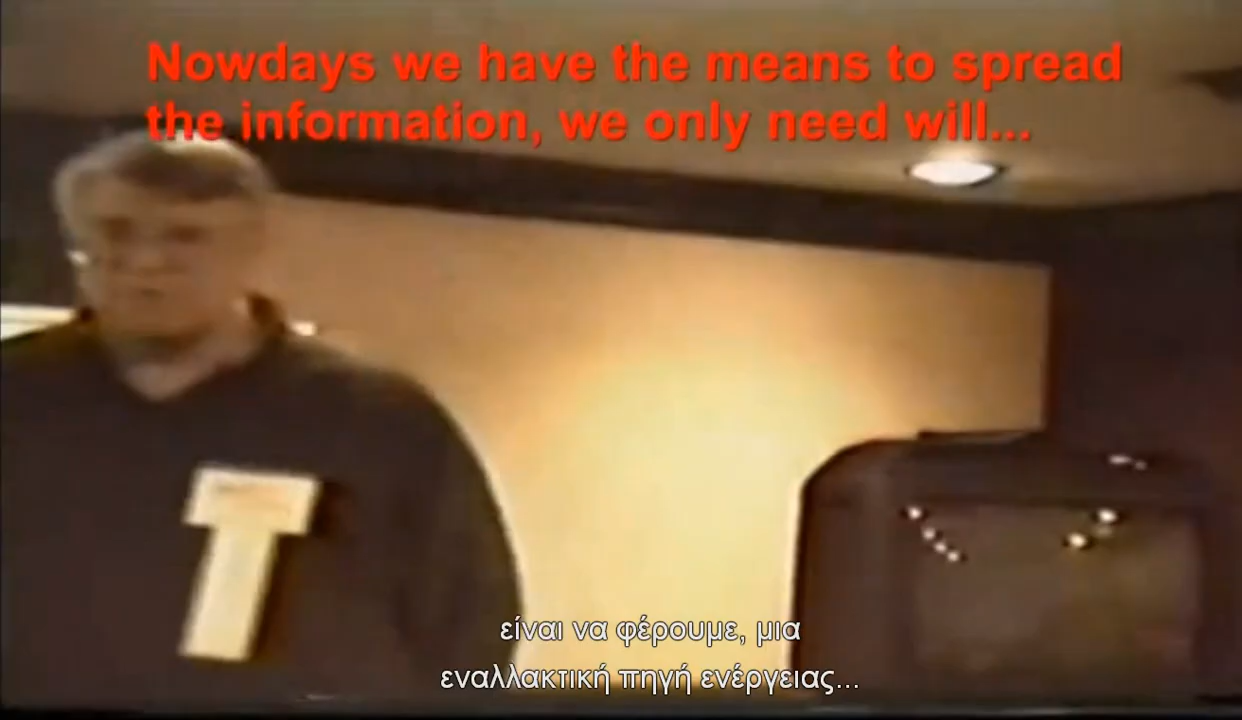 Nowdays we have the means to spread
the information, we only need will...
T
είναι να φέρουμε, μια
εναλλακτική πηγή ενέργειας...